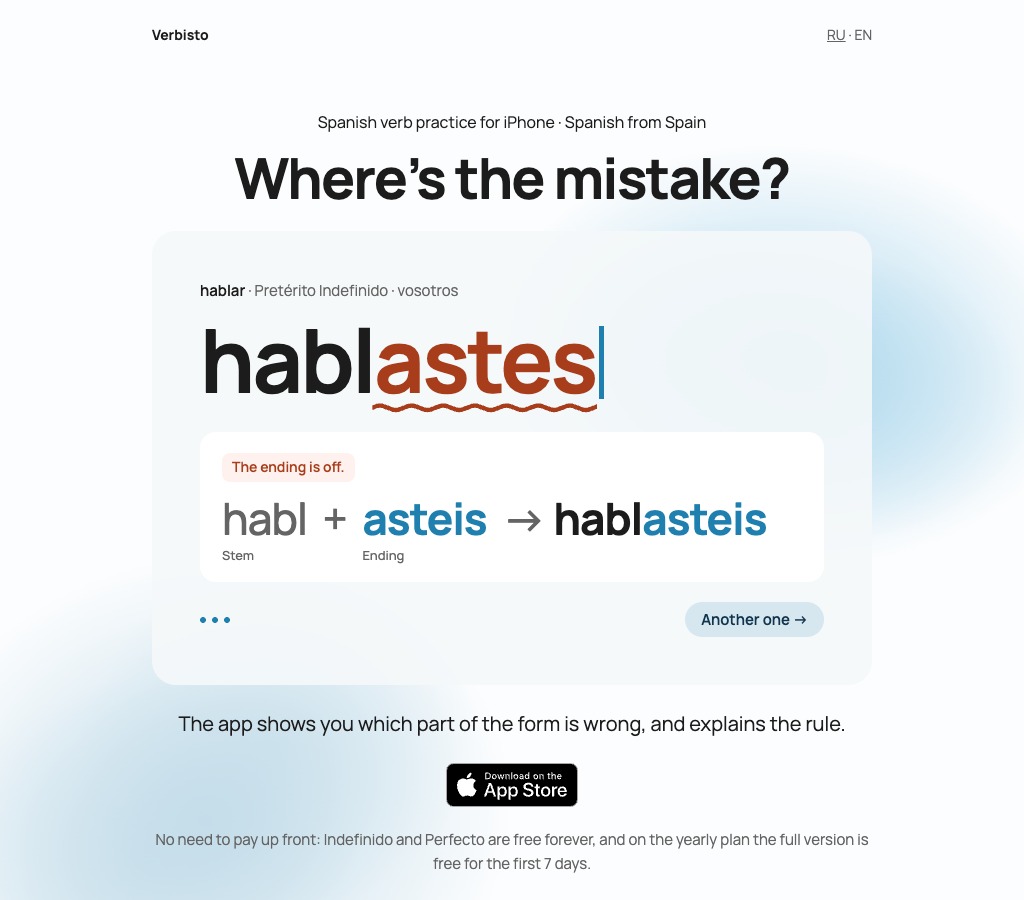 Verbisto
RU · EN
Spanish verb practice for iPhone · Spanish from Spain
Where’s the mistake?
hablar · Pretérito Indefinido · vosotros
hablastes
The ending is off.
habl + asteis → hablasteis
Stem Ending
Another one →
The app shows you which part of the form is wrong, and explains the rule.
Download on the
App Store
No need to pay up front: Indefinido and Perfecto are free forever, and on the yearly plan the full version is
free for the first 7 days.